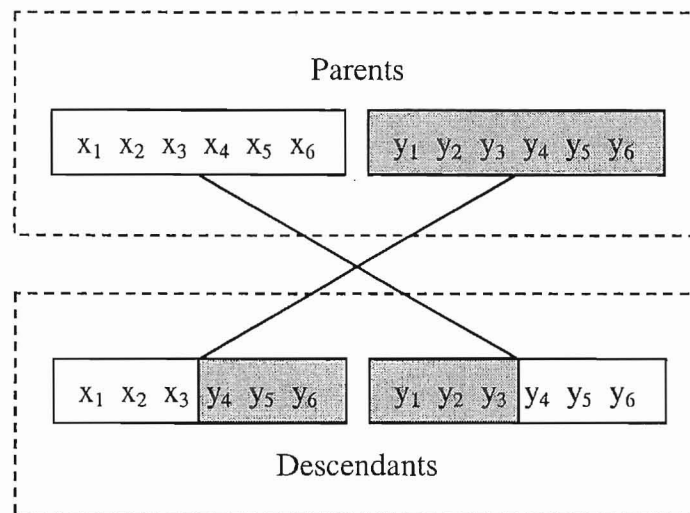 Parents
x₁ x₂ x₃ x₄ x₅ x₆ y₁ y₂ y₃ y₄ y₅ y₆
x₁ x₂ x₃ y₄ y₅ y₆ y₁ y₂ y₃ y₄ y₅ y₆
Descendants